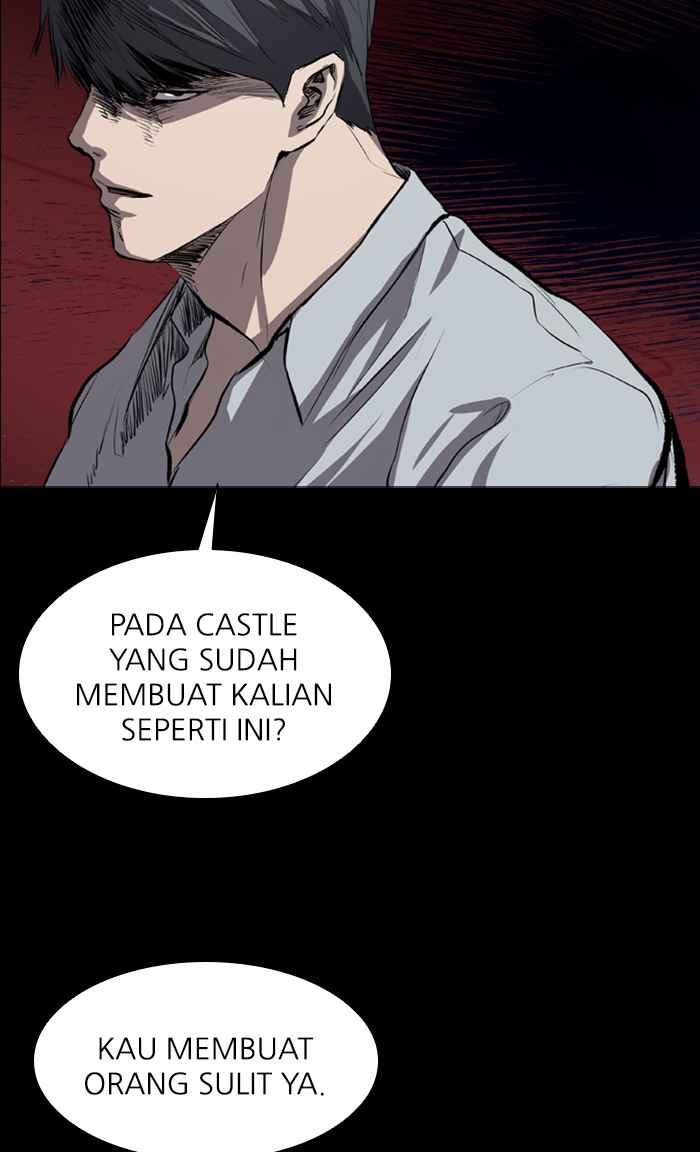 PADA CASTLE
YANG SUDAH
MEMBUAT KALIAN
SEPERTI INI?
KAU MEMBUAT
ORANG SULIT YA.